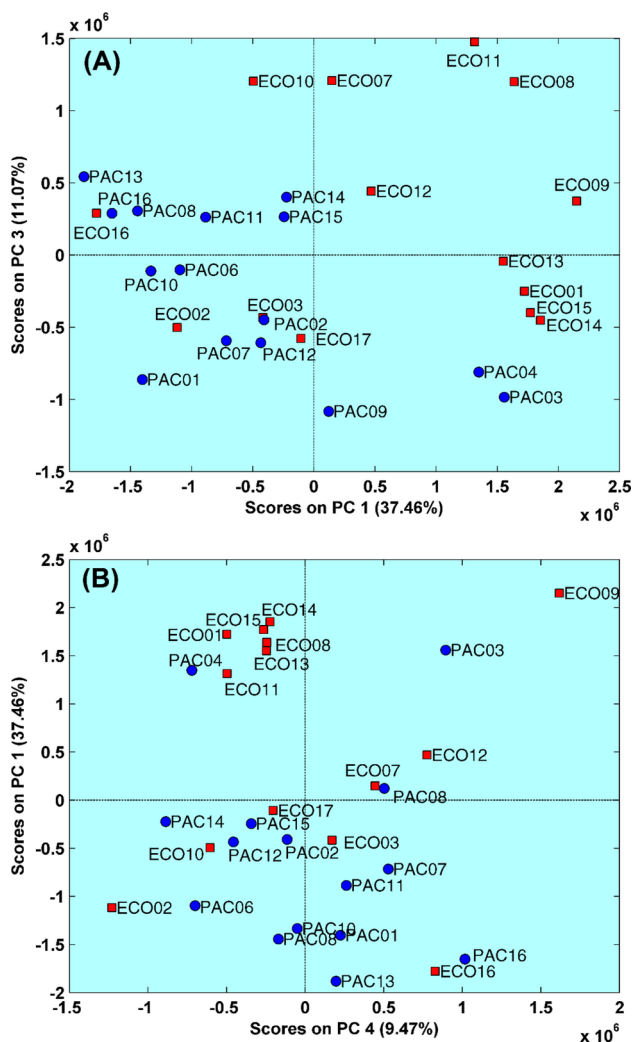 x 10^6
(A)
1.5
ECO11
ECO10
ECO07
ECO08
1
PAC13
0.5
PAC14
ECO12
ECO09
PAC16
PAC08
PAC11
PAC15
ECO16
0
ECO13
PAC10
PAC06
ECO01
ECO03
ECO15
ECO02
PAC02
ECO14
-0.5
PAC07
PAC12
ECO17
PAC01
PAC04
PAC03
-1
PAC09
-1.5
-2 -1.5 -1 -0.5 0 0.5 1 1.5 2 2.5
Scores on PC 1 (37.46%)
x 10^6
Scores on PC 3 (11.07%)
x 10^6
2.5
(B)
ECO09
2
ECO15 ECO14
ECO01
ECO08
PAC04
ECO13
PAC03
1.5
ECO11
1
0.5
ECO12
ECO07
PAC08
0
ECO17
PAC14
PAC15
ECO10
PAC12
PAC02
ECO03
-0.5
PAC07
PAC11
-1
ECO02
PAC06
PAC10
PAC08
PAC01
-1.5
PAC16
ECO16
PAC13
-2
-1.5 -1 -0.5 0 0.5 1 1.5 2
Scores on PC 4 (9.47%)
x 10^6
Scores on PC 1 (37.46%)